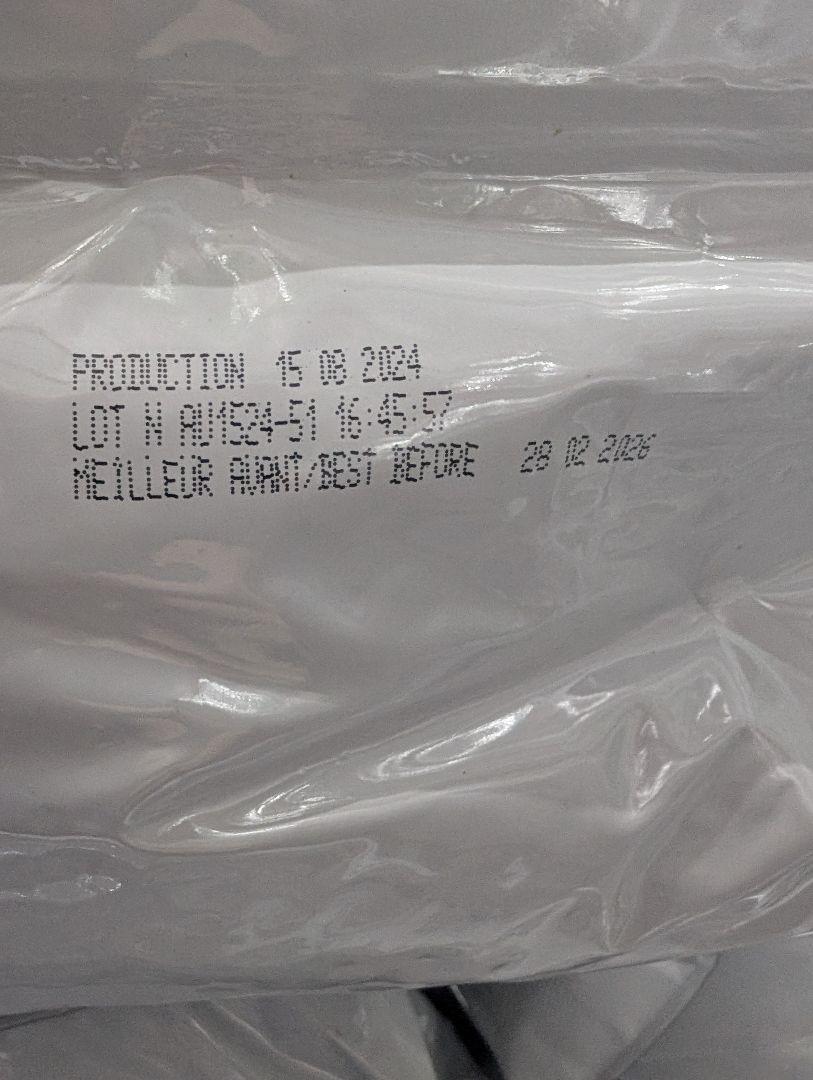 PRODUCTION 15 08 2024
LOT N AU1524-51 16:45:57
MEILLEUR AVANT/BEST BEFORE 28 02 2026